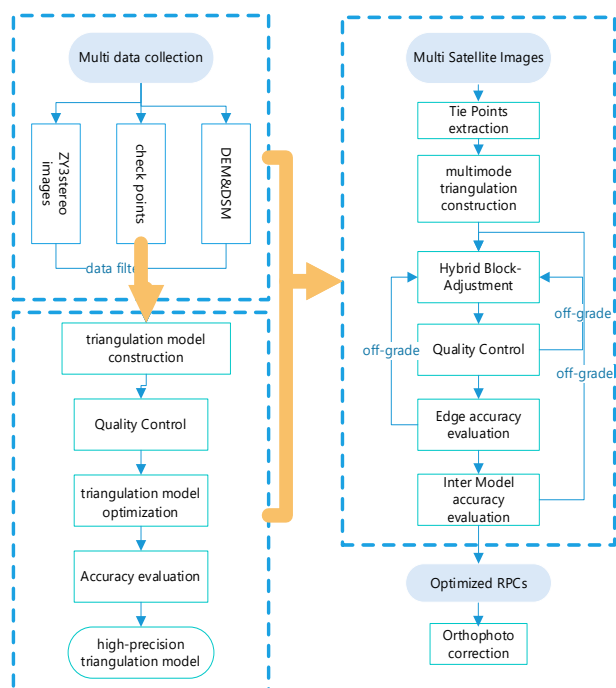 Multi data collection
ZY3stereo
images
check points
DEM&DSM
data filte
triangulation model
construction
Quality Control
triangulation model
optimization
Accuracy evaluation
high-precision
triangulation model
Multi Satellite Images
Tie Points
extraction
multimode
triangulation
construction
Hybrid Block-
Adjustment
off-grade
Quality Control
off-grade
off-grade
Edge accuracy
evaluation
Inter Model
accuracy
evaluation
Optimized RPCs
Orthophoto
correction